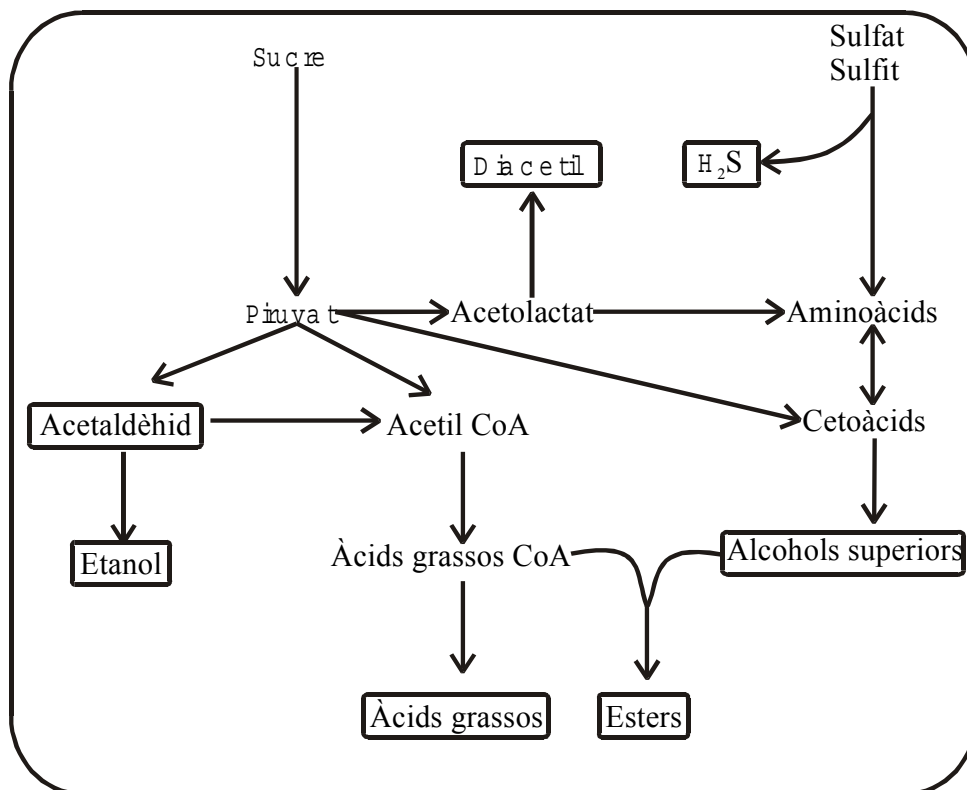 Sucre
Sulfat
Sulfit
Diacetil
H₂S
Piruvat
Acetolactat
Aminoàcids
Acetaldèhid
Acetil CoA
Cetoàcids
Etanol
Àcids grassos CoA
Alcohols superiors
Àcids grassos
Esters